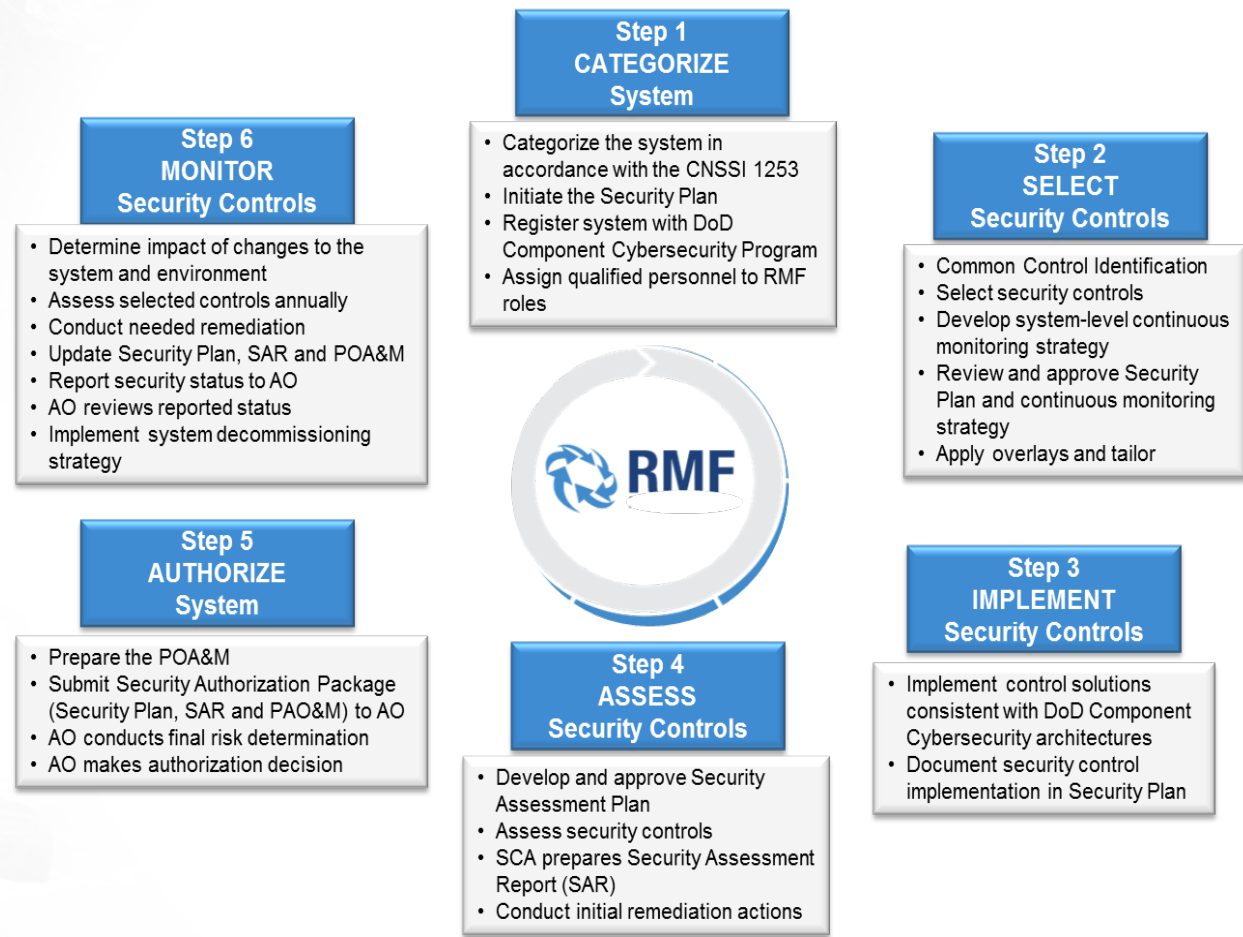 Step 1
CATEGORIZE
System
• Categorize the system in
accordance with the CNSSI 1253
• Initiate the Security Plan
• Register system with DoD
Component Cybersecurity Program
• Assign qualified personnel to RMF
roles
Step 2
SELECT
Security Controls
• Common Control Identification
• Select security controls
• Develop system-level continuous
monitoring strategy
• Review and approve Security
Plan and continuous monitoring
strategy
• Apply overlays and tailor
Step 3
IMPLEMENT
Security Controls
• Implement control solutions
consistent with DoD Component
Cybersecurity architectures
• Document security control
implementation in Security Plan
Step 4
ASSESS
Security Controls
• Develop and approve Security
Assessment Plan
• Assess security controls
• SCA prepares Security Assessment
Report (SAR)
• Conduct initial remediation actions
Step 5
AUTHORIZE
System
• Prepare the POA&M
• Submit Security Authorization Package
(Security Plan, SAR and PAO&M) to AO
• AO conducts final risk determination
• AO makes authorization decision
Step 6
MONITOR
Security Controls
• Determine impact of changes to the
system and environment
• Assess selected controls annually
• Conduct needed remediation
• Update Security Plan, SAR and POA&M
• Report security status to AO
• AO reviews reported status
• Implement system decommissioning
strategy
RMF